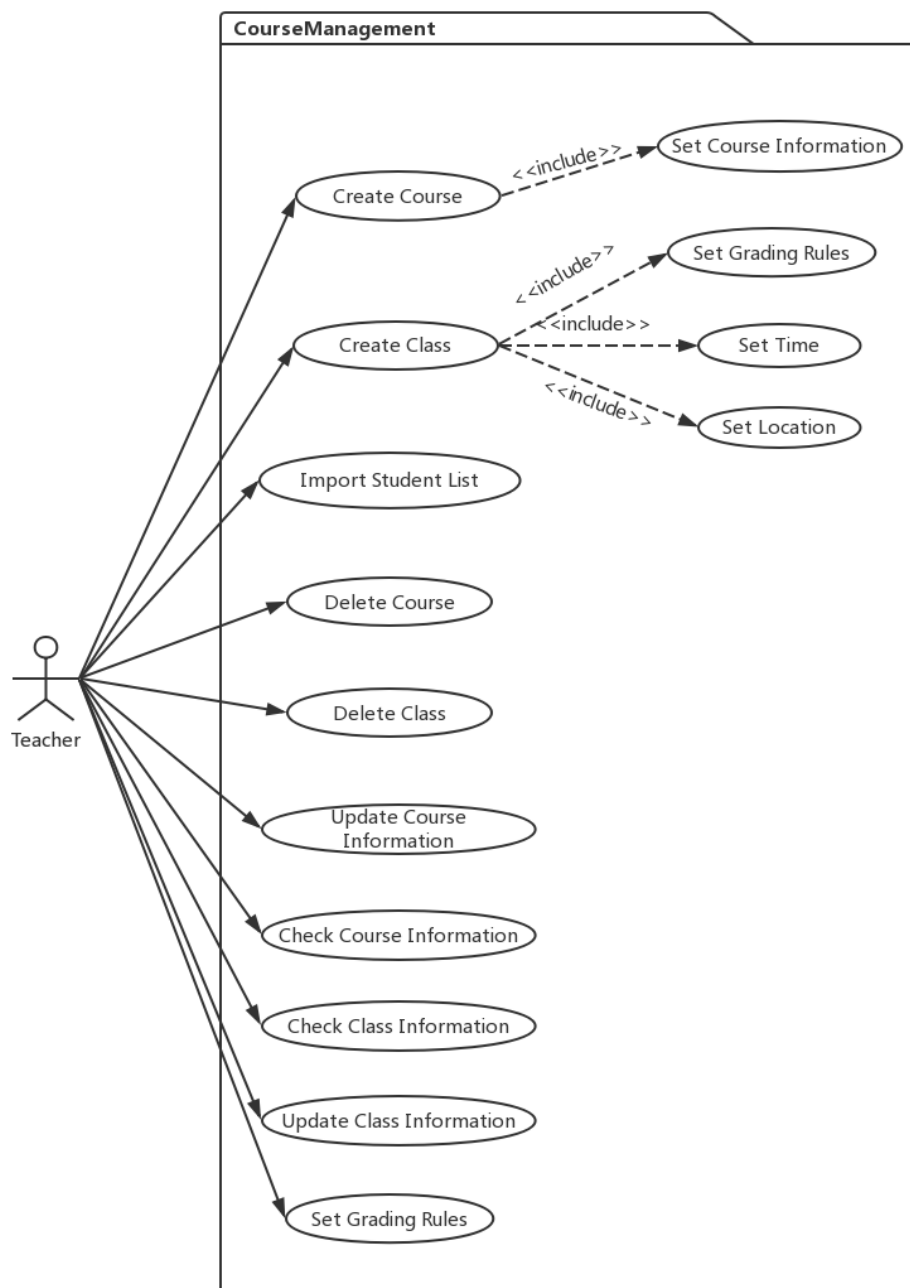 CourseManagement
Set Course Information
<<include>>
Create Course
Set Grading Rules
<<include>>
<<include>>
Create Class
Set Time
<<include>>
Set Location
Import Student List
Delete Course
Delete Class
Teacher
Update Course
Information
Check Course Information
Check Class Information
Update Class Information
Set Grading Rules